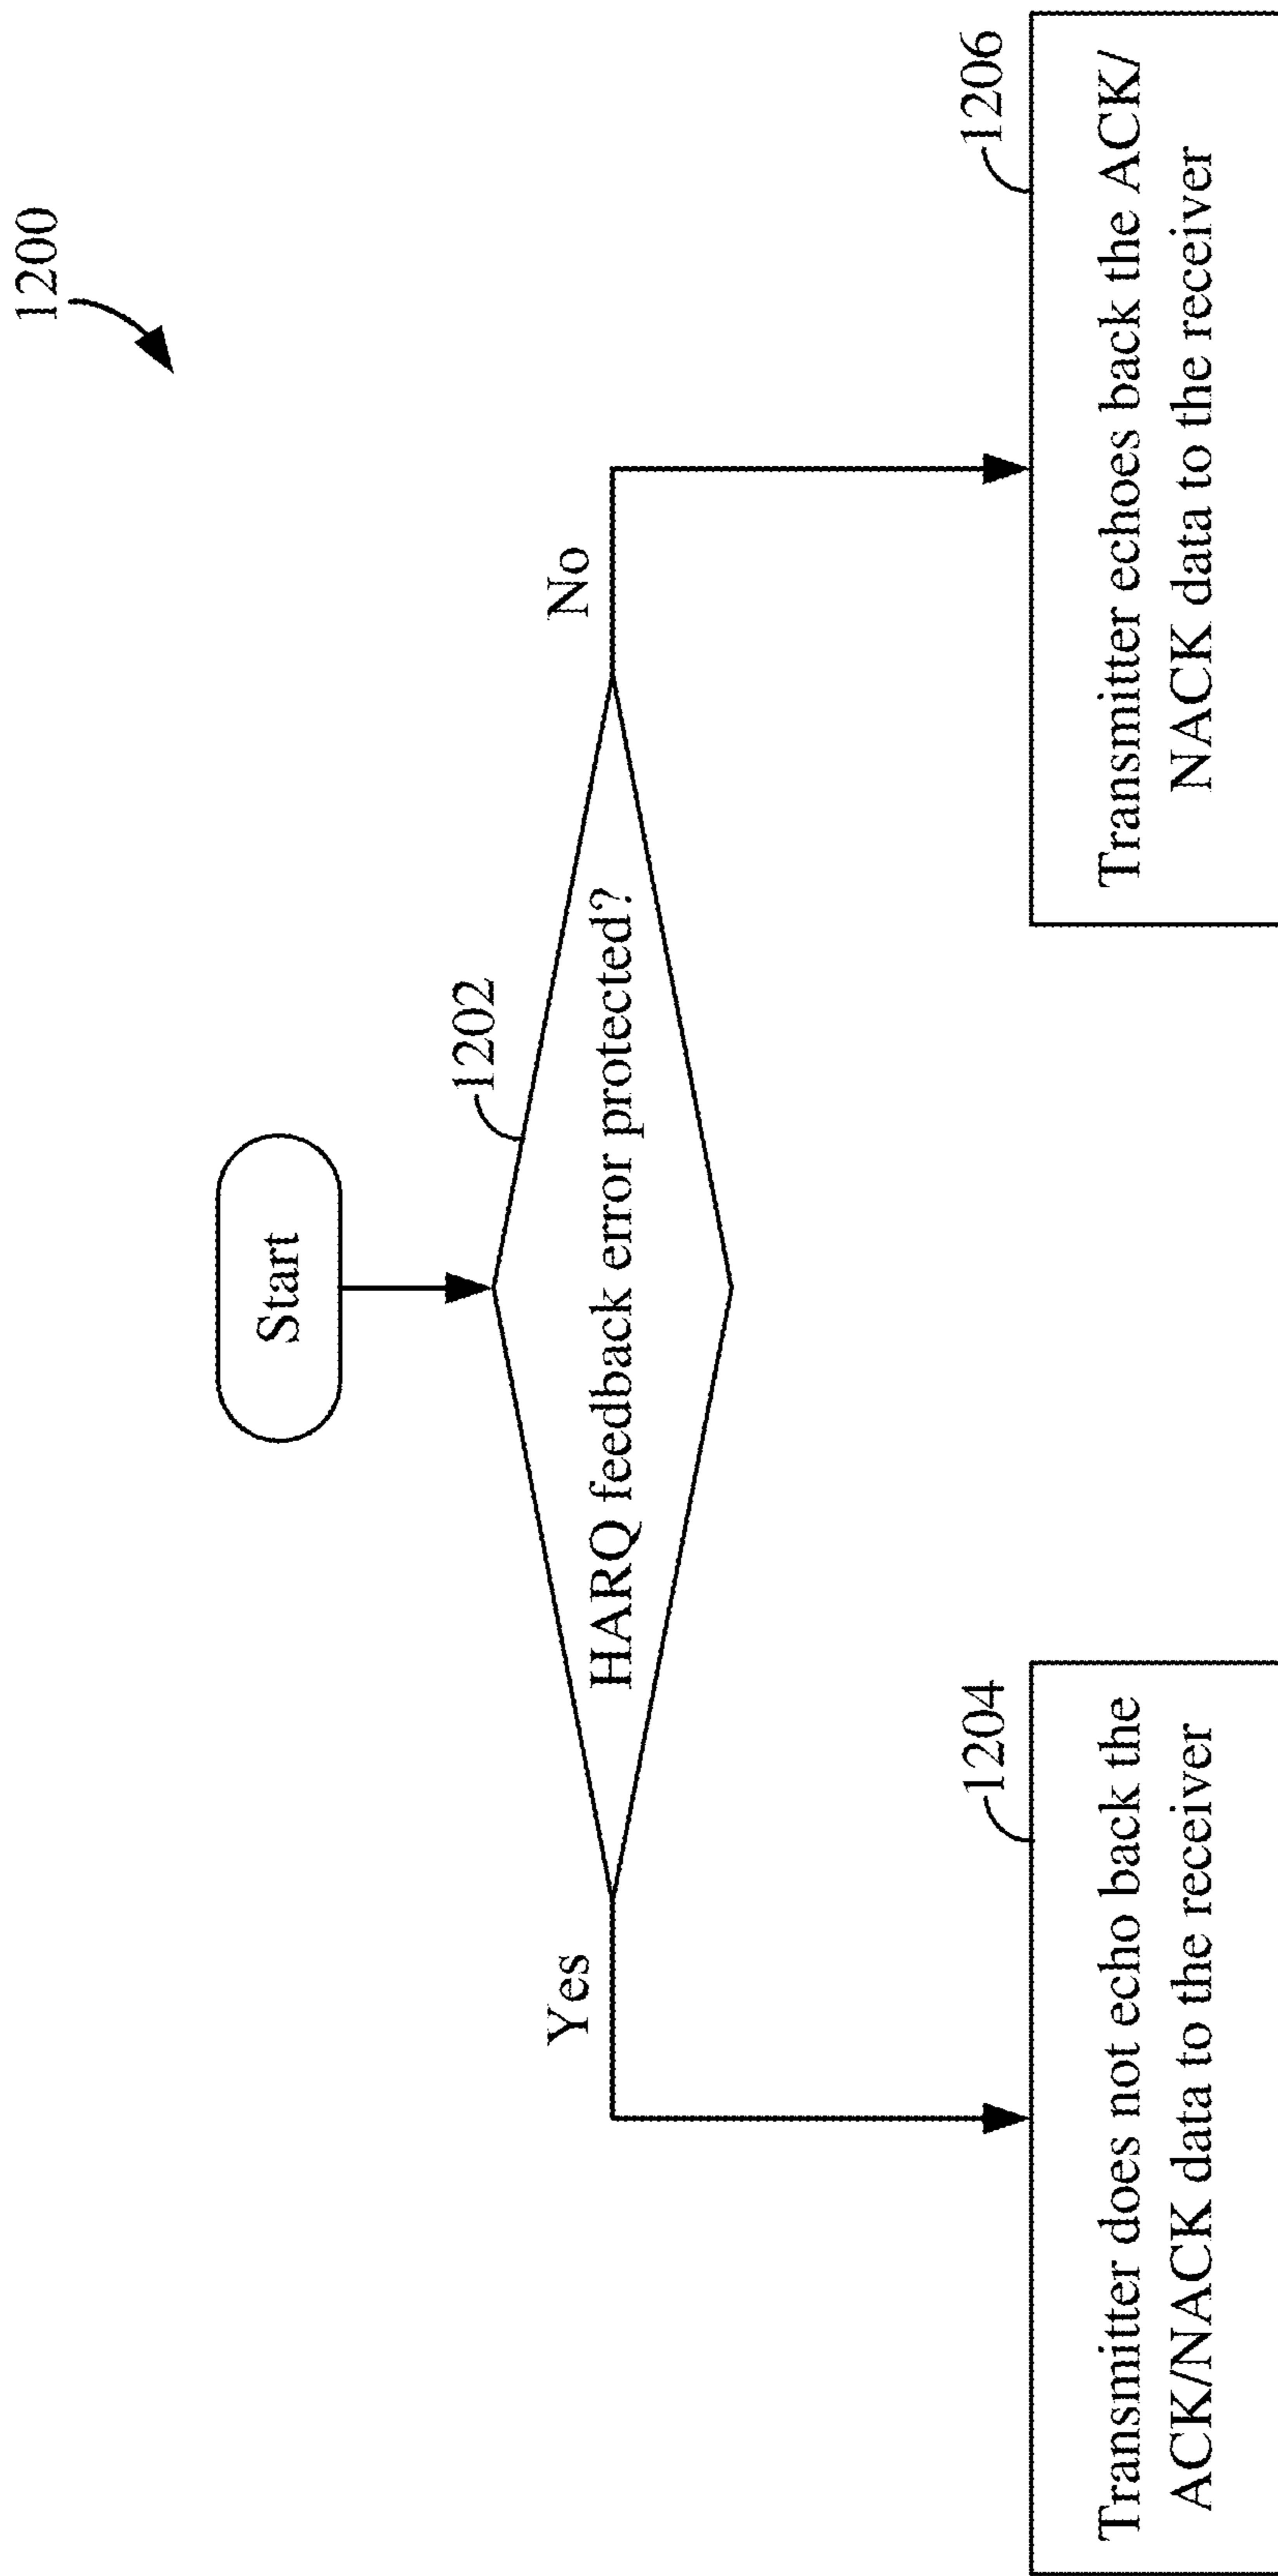 1200
Start
1202
HARQ feedback error protected?
Yes
No
1204
Transmitter does not echo back the
ACK/NACK data to the receiver
1206
Transmitter echoes back the ACK/
NACK data to the receiver